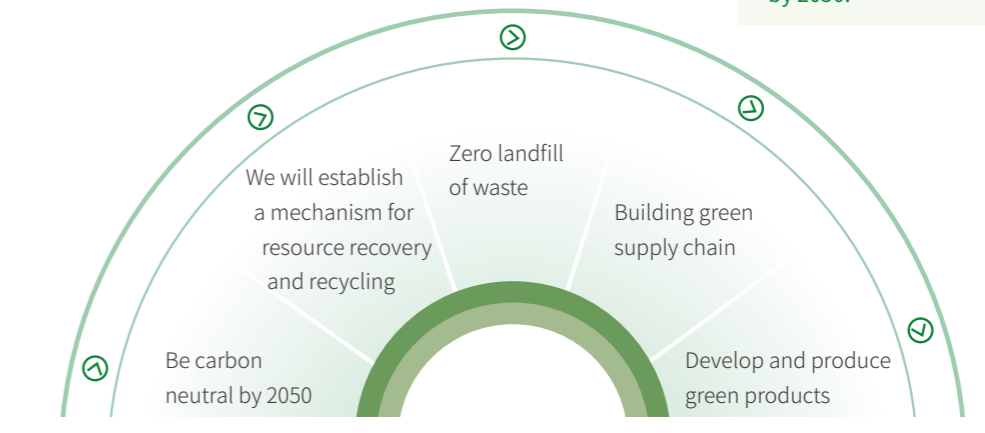 Be carbon
neutral by 2050
We will establish
a mechanism for
resource recovery
and recycling
Zero landfill
of waste
Building green
supply chain
Develop and produce
green products